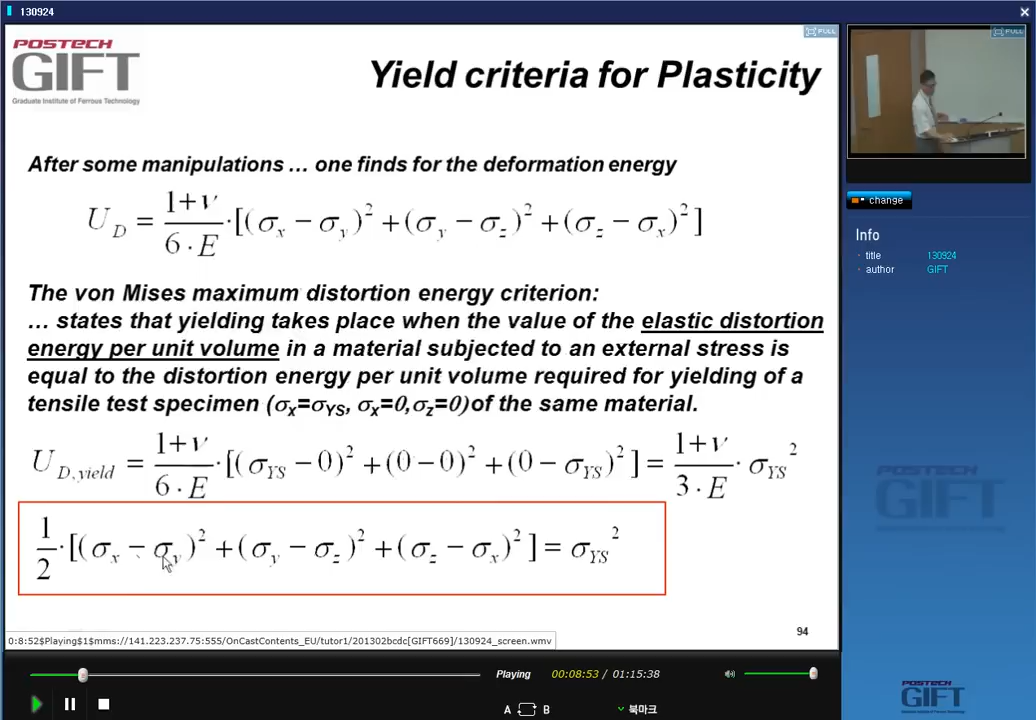 130924
POSTECH
GIFT
Graduate Institute of Ferrous Technology
FULL
Yield criteria for Plasticity
After some manipulations … one finds for the deformation energy
U_D = (1+ν)/(6·E) · [(σ_x − σ_y)² + (σ_y − σ_z)² + (σ_z − σ_x)²]
The von Mises maximum distortion energy criterion:
… states that yielding takes place when the value of the elastic distortion
energy per unit volume in a material subjected to an external stress is
equal to the distortion energy per unit volume required for yielding of a
tensile test specimen (σx=σYS, σx=0,σz=0)of the same material.
U_D,yield = (1+ν)/(6·E) · [(σ_YS − 0)² + (0 − 0)² + (0 − σ_YS)²] = (1+ν)/(3·E) · σ_YS²
1/2 · [(σ_x − σ_y)² + (σ_y − σ_z)² + (σ_z − σ_x)²] = σ_YS²
94
0:8:52$Playing$1$mms://141.223.237.75:555/OnCastContents_EU/tutor1/201302bcdc[GIFT669]/130924_screen.wmv
Playing 00:08:53 / 01:15:38
A B 북마크
FULL
change
Info
title 130924
author GIFT
POSTECH
GIFT
POSTECH
GIFT